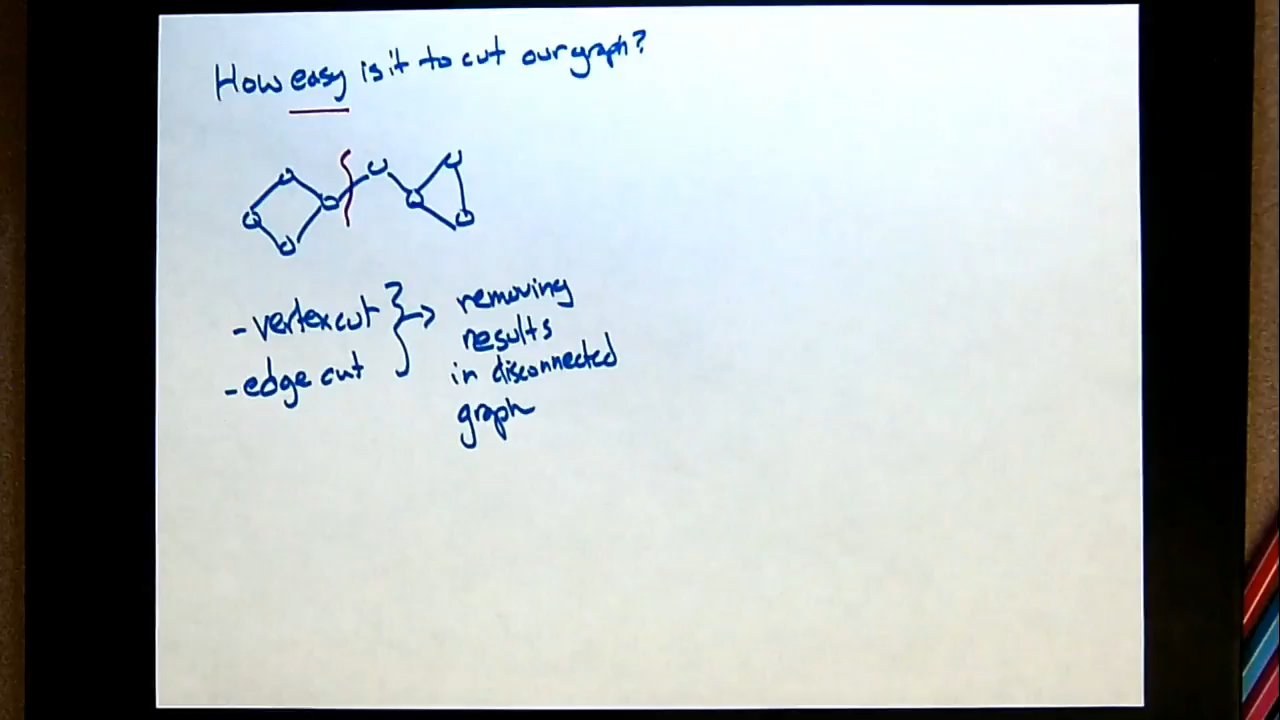 How easy is it to cut our graph?
- vertex cut
- edge cut
removing
results
in disconnected
graph